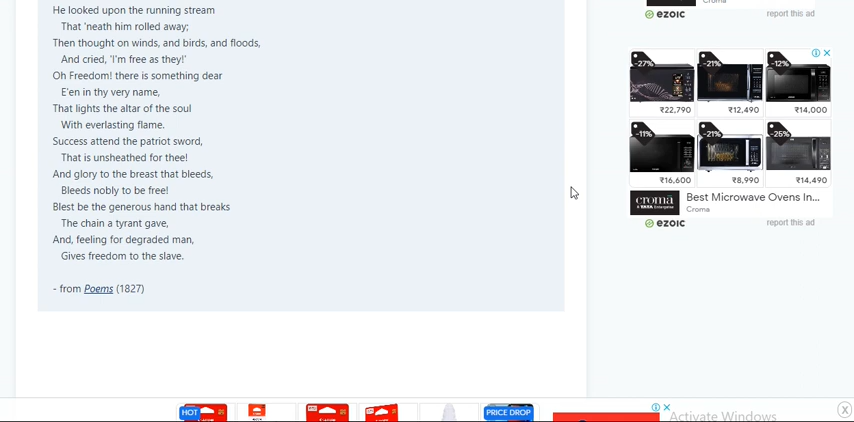 He looked upon the running stream
That 'neath him rolled away;
Then thought on winds, and birds, and floods,
And cried, 'I'm free as they!'
Oh Freedom! there is something dear
E'en in thy very name,
That lights the altar of the soul
With everlasting flame.
Success attend the patriot sword,
That is unsheathed for thee!
And glory to the breast that bleeds,
Bleeds nobly to be free!
Blest be the generous hand that breaks
The chain a tyrant gave,
And, feeling for degraded man,
Gives freedom to the slave.
- from Poems (1827)
Croma
ezoic
report this ad
-27% -21% -12%
₹22,790 ₹12,490 ₹14,000
-11% -21% -25%
₹16,600 ₹8,990 ₹14,490
croma
A TATA Enterprise
Best Microwave Ovens In...
Croma
ezoic
report this ad
HOT
PRICE DROP
Activate Windows
X